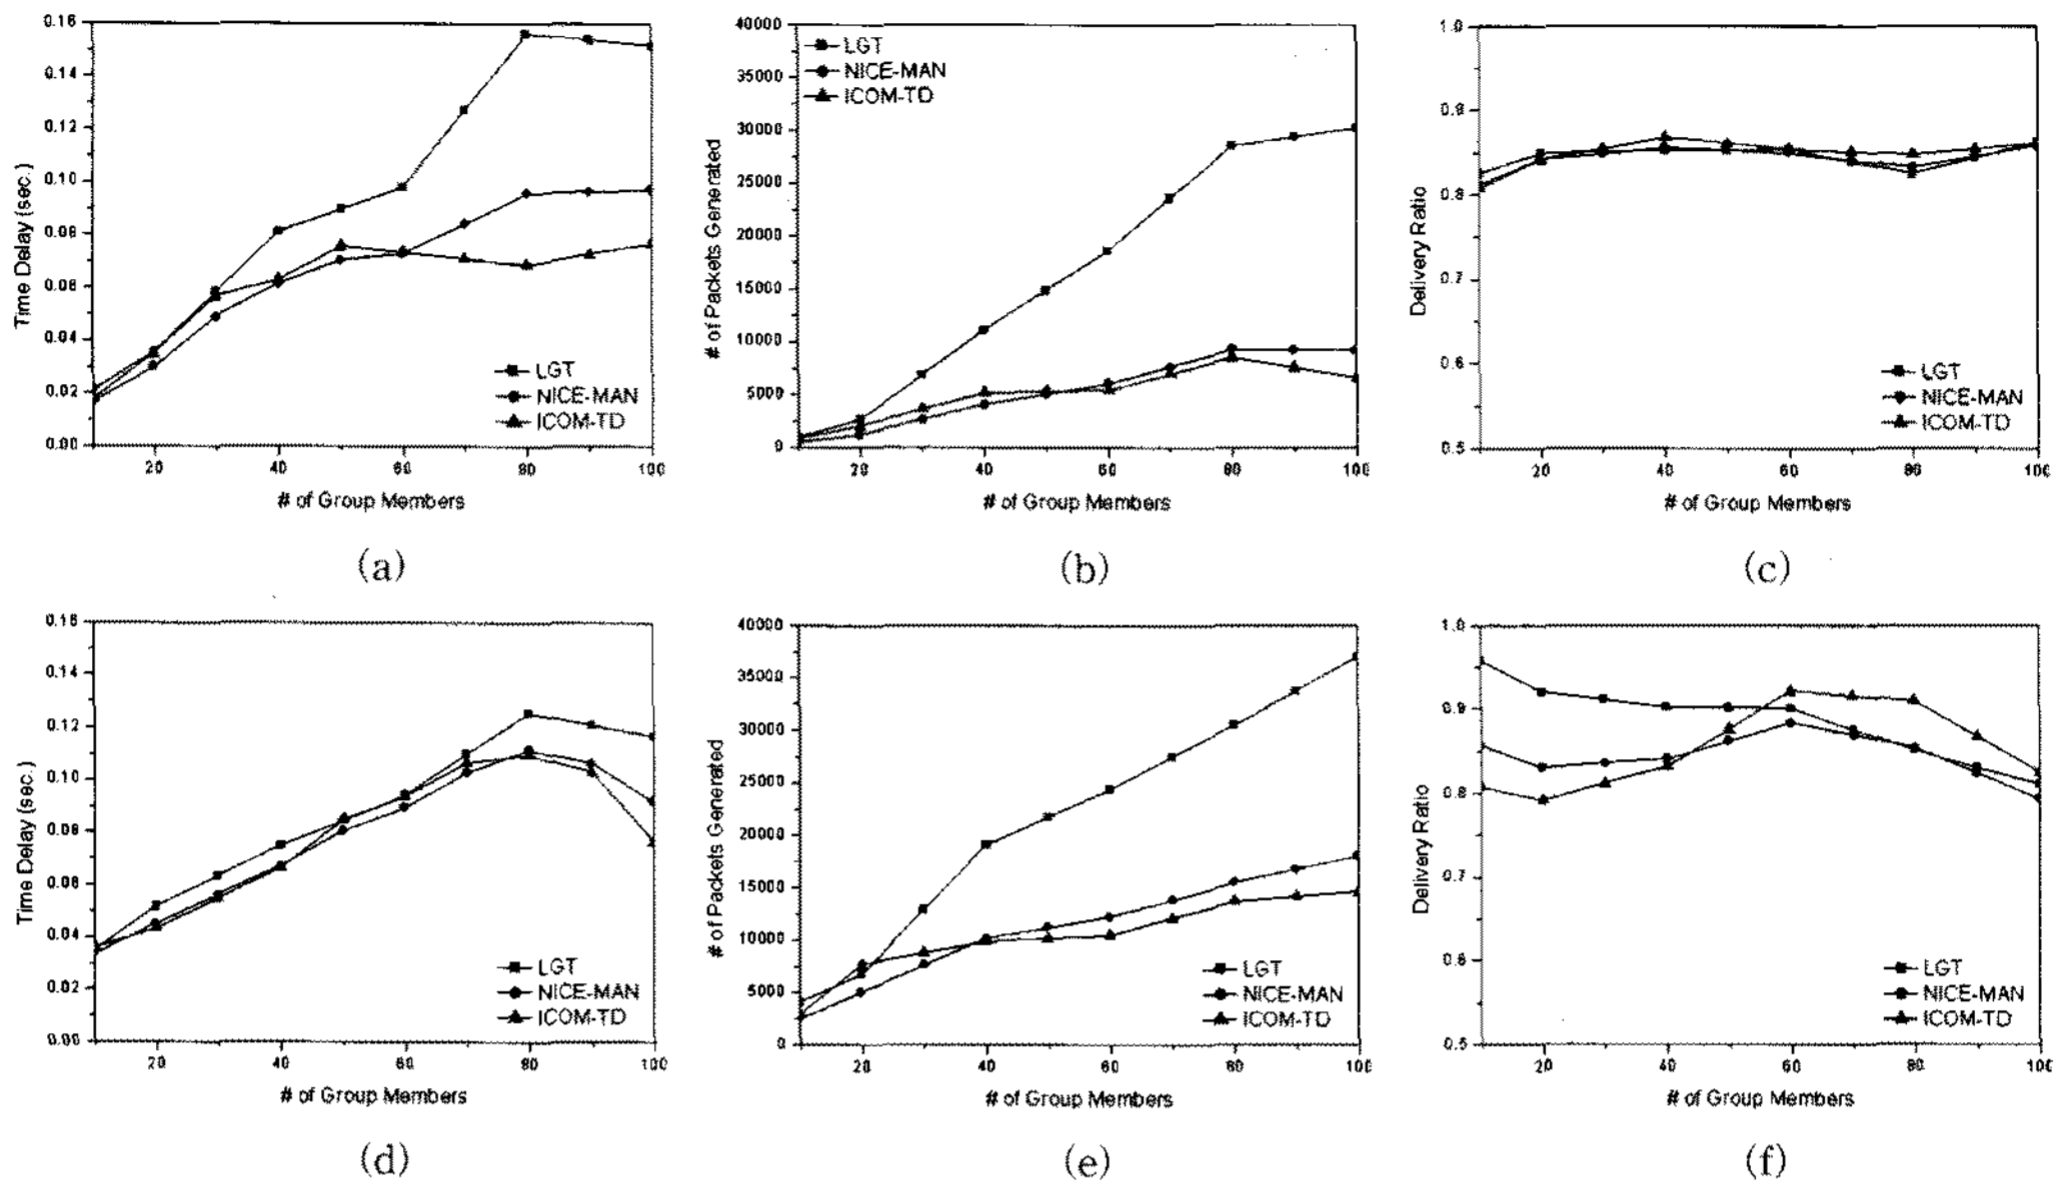 0.16
0.14
0.12
0.10
0.08
0.06
0.04
0.02
0.00
Time Delay (sec.)
LGT
NICE-MAN
ICOM-TD
20 40 60 80 100
# of Group Members
(a)
40000
35000
30000
25000
20000
15000
10000
5000
0
# of Packets Generated
LGT
NICE-MAN
ICOM-TD
20 40 60 80 100
# of Group Members
(b)
1.0
0.9
0.8
0.7
0.6
0.5
Delivery Ratio
LGT
NICE-MAN
ICOM-TD
20 40 60 80 100
# of Group Members
(c)
0.16
0.14
0.12
0.10
0.08
0.06
0.04
0.02
0.00
Time Delay (sec.)
LGT
NICE-MAN
ICOM-TD
20 40 60 80 100
# of Group Members
(d)
40000
35000
30000
25000
20000
15000
10000
5000
0
# of Packets Generated
LGT
NICE-MAN
ICOM-TD
20 40 60 80 100
# of Group Members
(e)
1.0
0.9
0.8
0.7
0.6
0.5
Delivery Ratio
LGT
NICE-MAN
ICOM-TD
20 40 60 80 100
# of Group Members
(f)